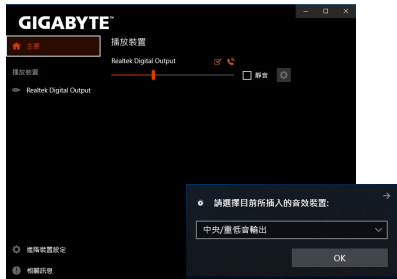 GIGABYTE™
主要
播放裝置
Realtek Digital Output
播放裝置
Realtek Digital Output
靜音
進階裝置設定
相關訊息
請選擇目前所插入的音效裝置:
中央/重低音輸出
OK